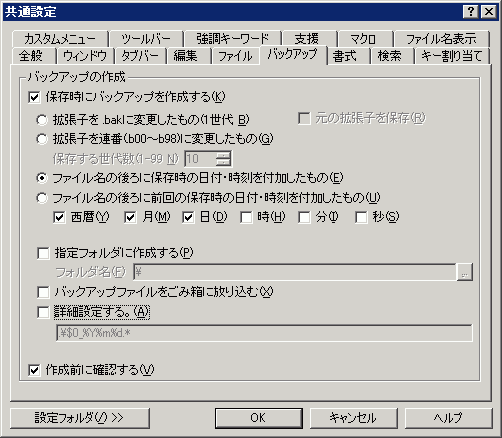 共通設定
カスタムメニュー ツールバー 強調キーワード 支援 マクロ ファイル名表示
全般 ウィンドウ タブバー 編集 ファイル バックアップ 書式 検索 キー割り当て
バックアップの作成
保存時にバックアップを作成する(K)
拡張子を .bakに変更したもの(1世代 B) 元の拡張子を保存(R)
拡張子を連番(b00～b98)に変更したもの(G)
保存する世代数(1-99 N) 10
ファイル名の後ろに保存時の日付・時刻を付加したもの(E)
ファイル名の後ろに前回の保存時の日付・時刻を付加したもの(U)
西暦(Y) 月(M) 日(D) 時(H) 分(I) 秒(S)
指定フォルダに作成する(P)
フォルダ名(F) ¥ ...
バックアップファイルをごみ箱に放り込む(X)
詳細設定する。(A)
.¥$0_%Y%m%d.*
作成前に確認する(V)
設定フォルダ(/) >> OK キャンセル ヘルプ